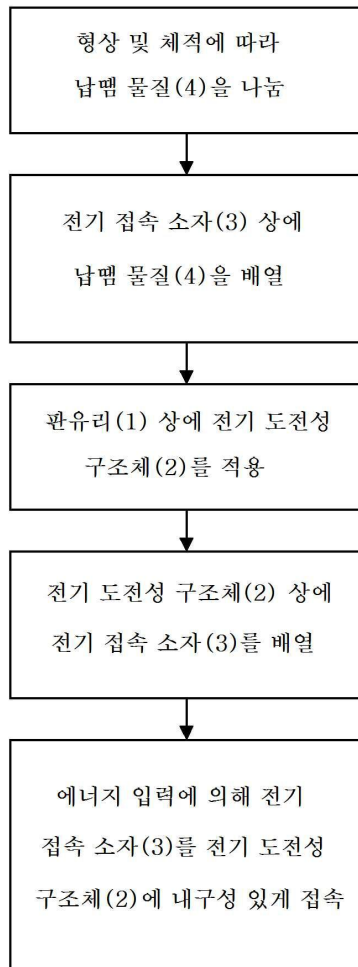 형상 및 체적에 따라
납땜 물질(4)을 나눔
전기 접속 소자(3) 상에
납땜 물질(4)을 배열
판유리(1) 상에 전기 도전성
구조체(2)를 적용
전기 도전성 구조체(2) 상에
전기 접속 소자(3)를 배열
에너지 입력에 의해 전기
접속 소자(3)를 전기 도전성
구조체(2)에 내구성 있게 접속